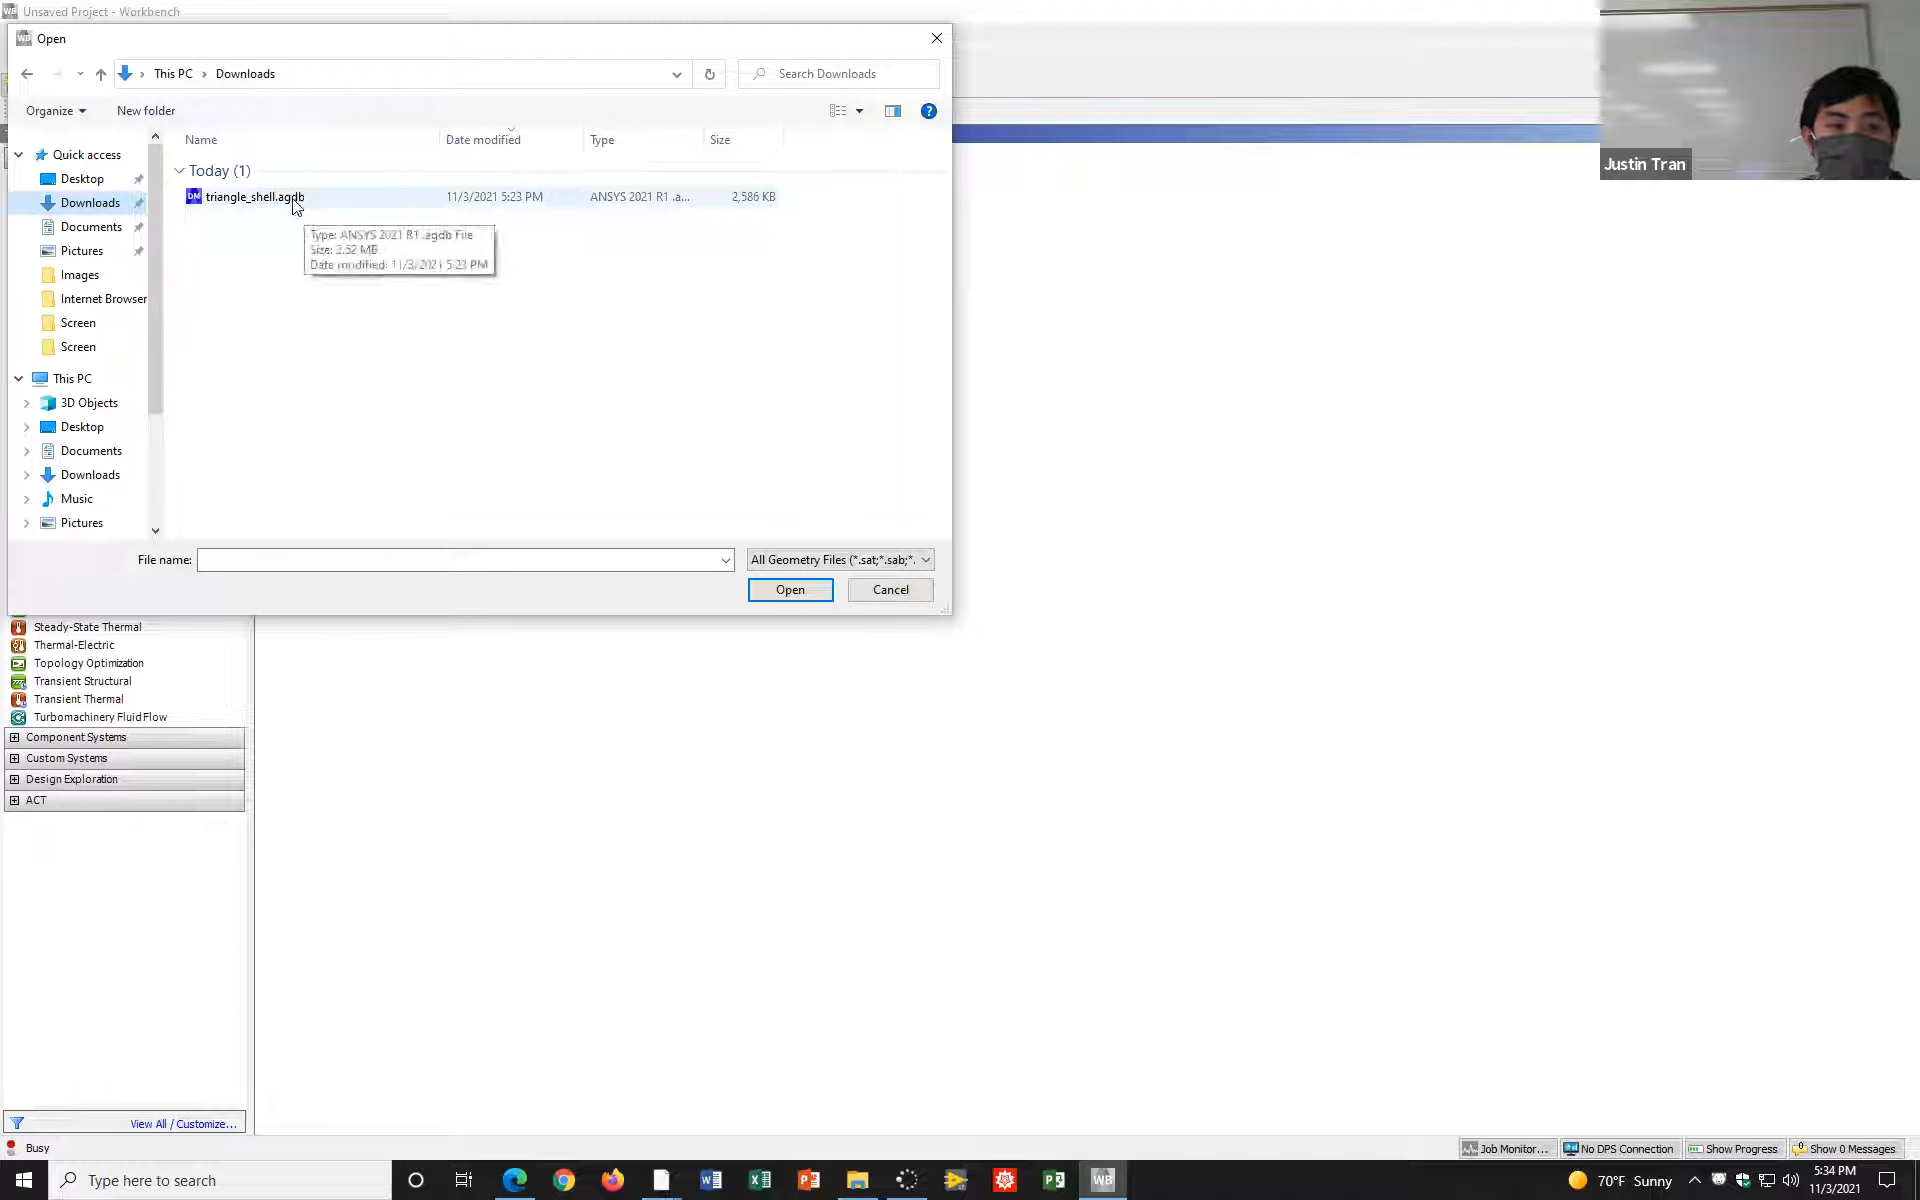 Unsaved Project - Workbench
Open
This PC
Downloads
Search Downloads
Organize
New folder
Name
Date modified
Type
Size
Quick access
Today (1)
Desktop
triangle_shell.agdb
11/3/2021 5:23 PM
ANSYS 2021 R1 .a...
2,586 KB
Downloads
Documents
Type: ANSYS 2021 R1 .agdb File
Size: 2.52 MB
Date modified: 11/3/2021 5:23 PM
Pictures
Images
Internet Browser
Screen
Screen
This PC
3D Objects
Desktop
Documents
Downloads
Music
Pictures
File name:
All Geometry Files (*.sat;*.sab;*.
Open
Cancel
Justin Tran
Steady-State Thermal
Thermal-Electric
Topology Optimization
Transient Structural
Transient Thermal
Turbomachinery Fluid Flow
Component Systems
Custom Systems
Design Exploration
ACT
View All / Customize...
Busy
Job Monitor...
No DPS Connection
Show Progress
Show 0 Messages
Type here to search
70°F Sunny
5:34 PM
11/3/2021